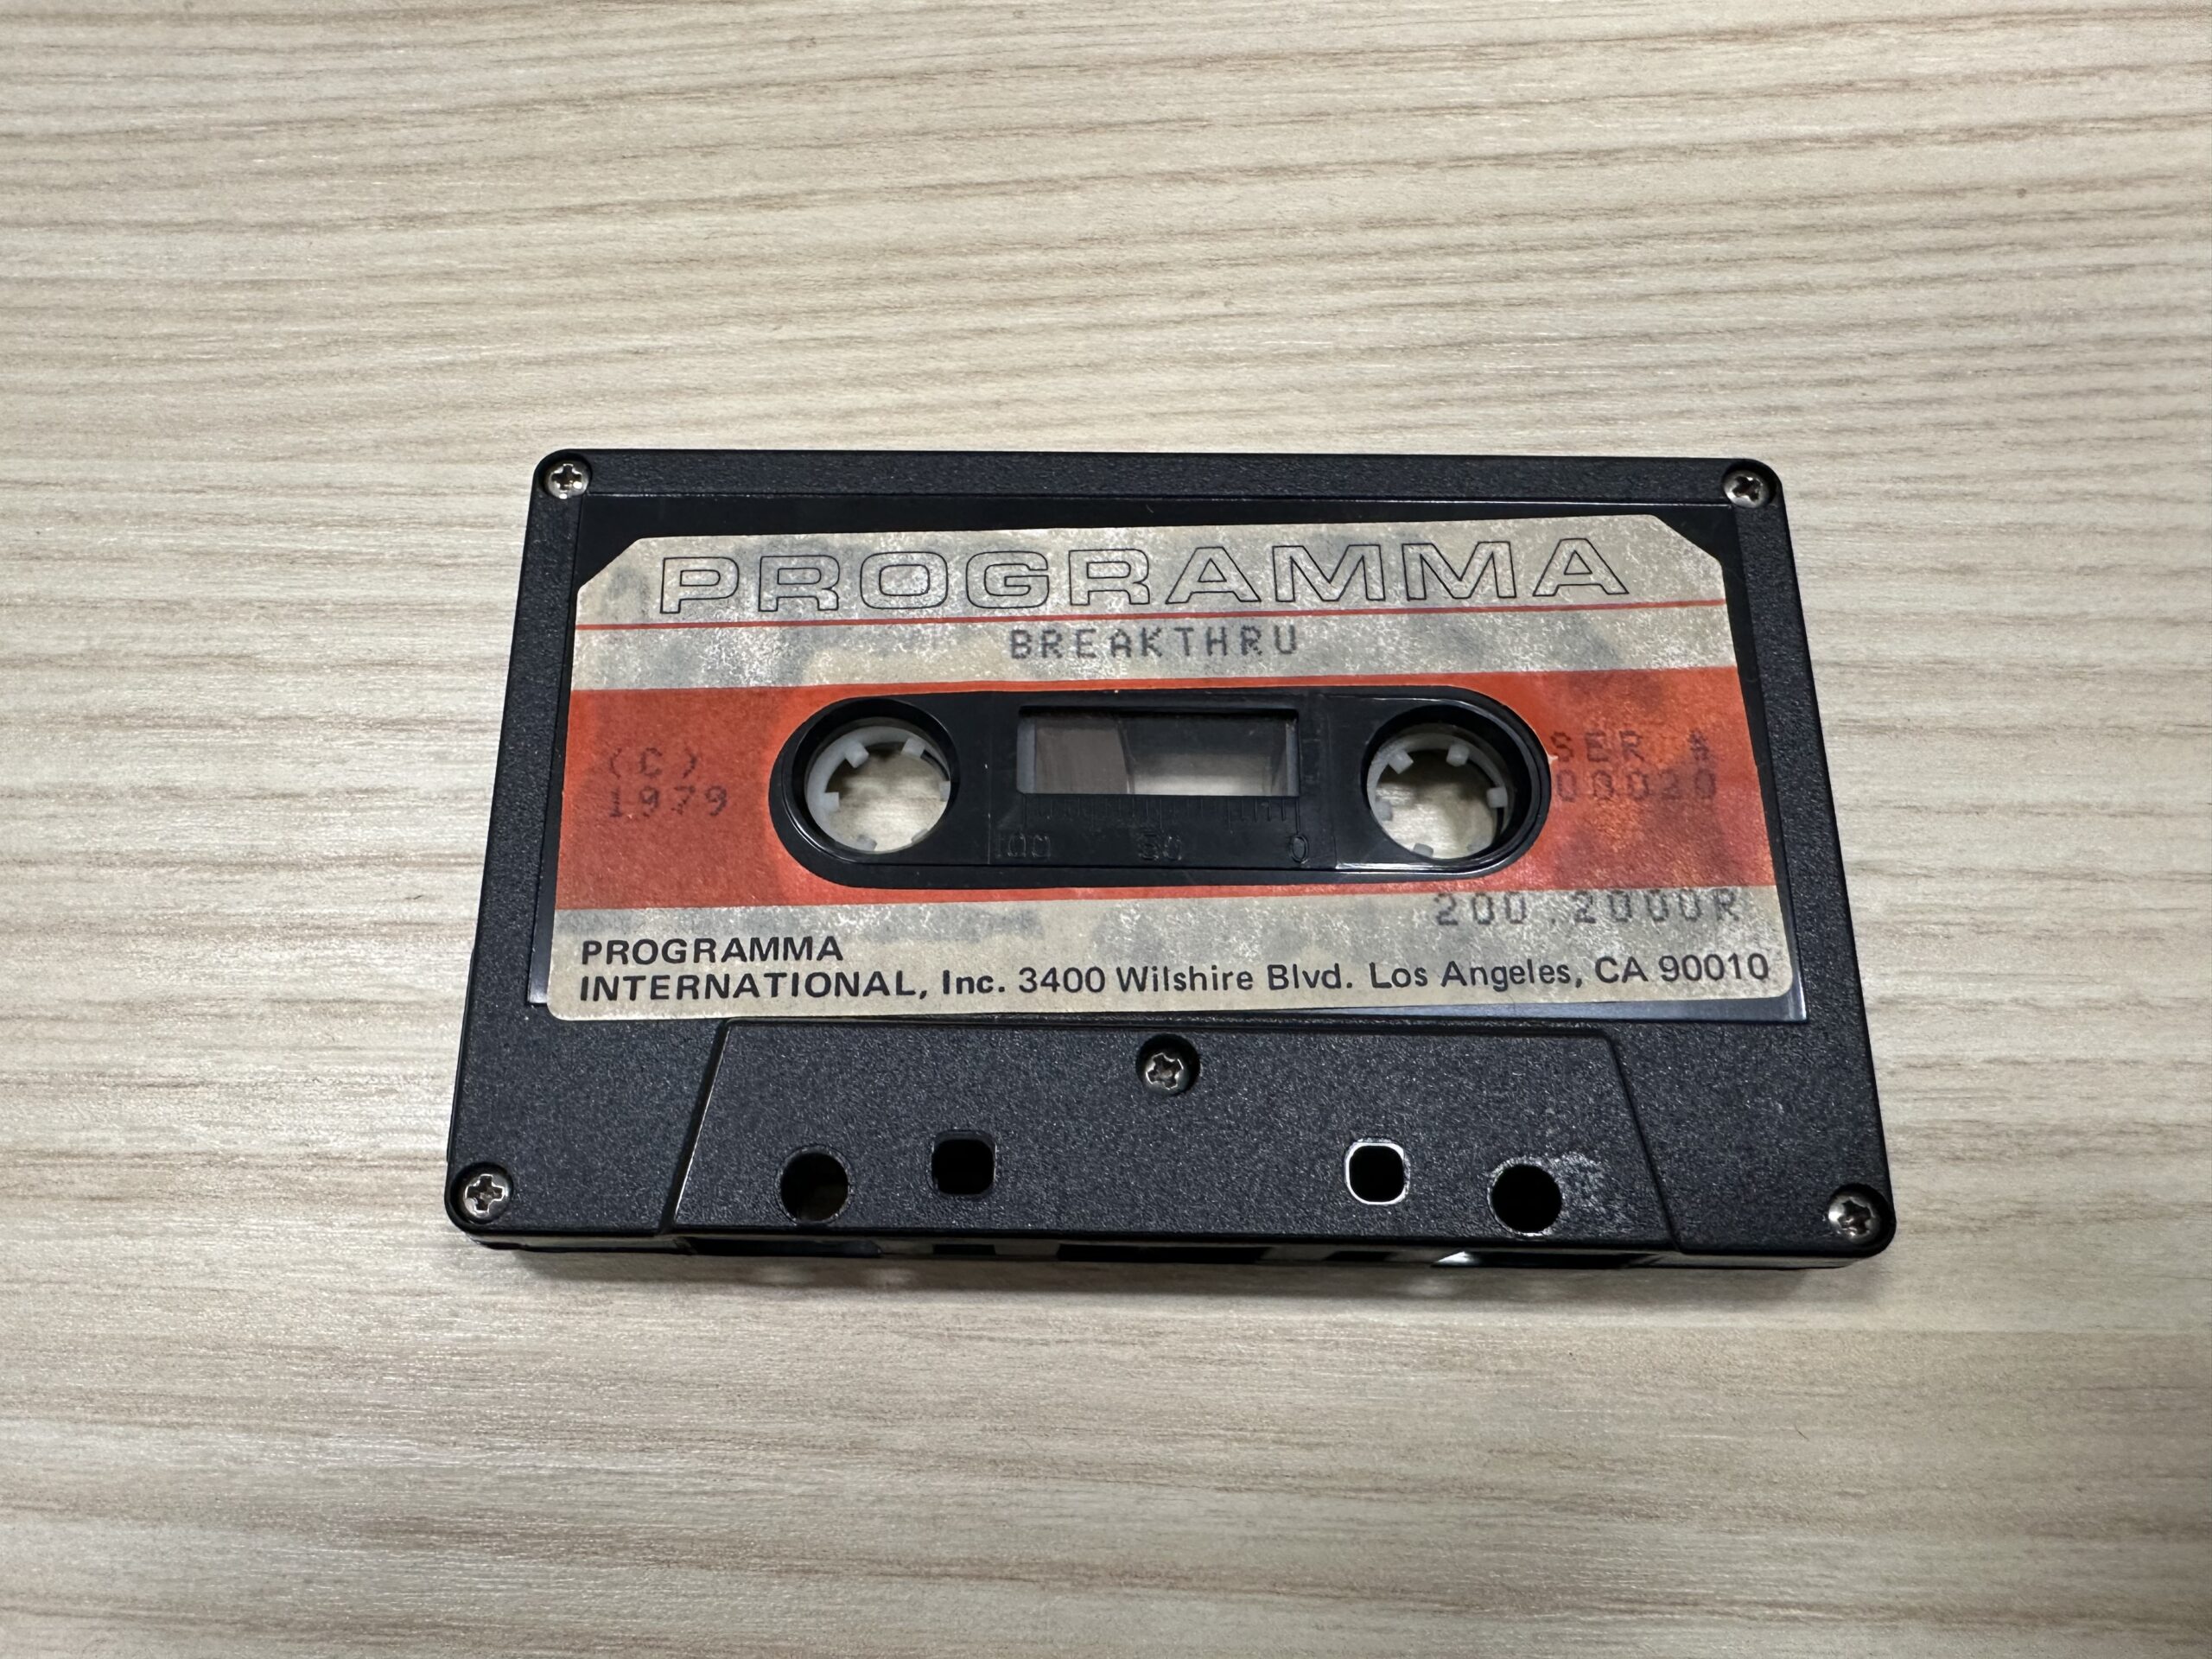 PROGRAMMA
BREAKTHRU
(C)
1979
SER #
00020
100 50 0
200.2000R
PROGRAMMA
INTERNATIONAL, Inc. 3400 Wilshire Blvd. Los Angeles, CA 90010